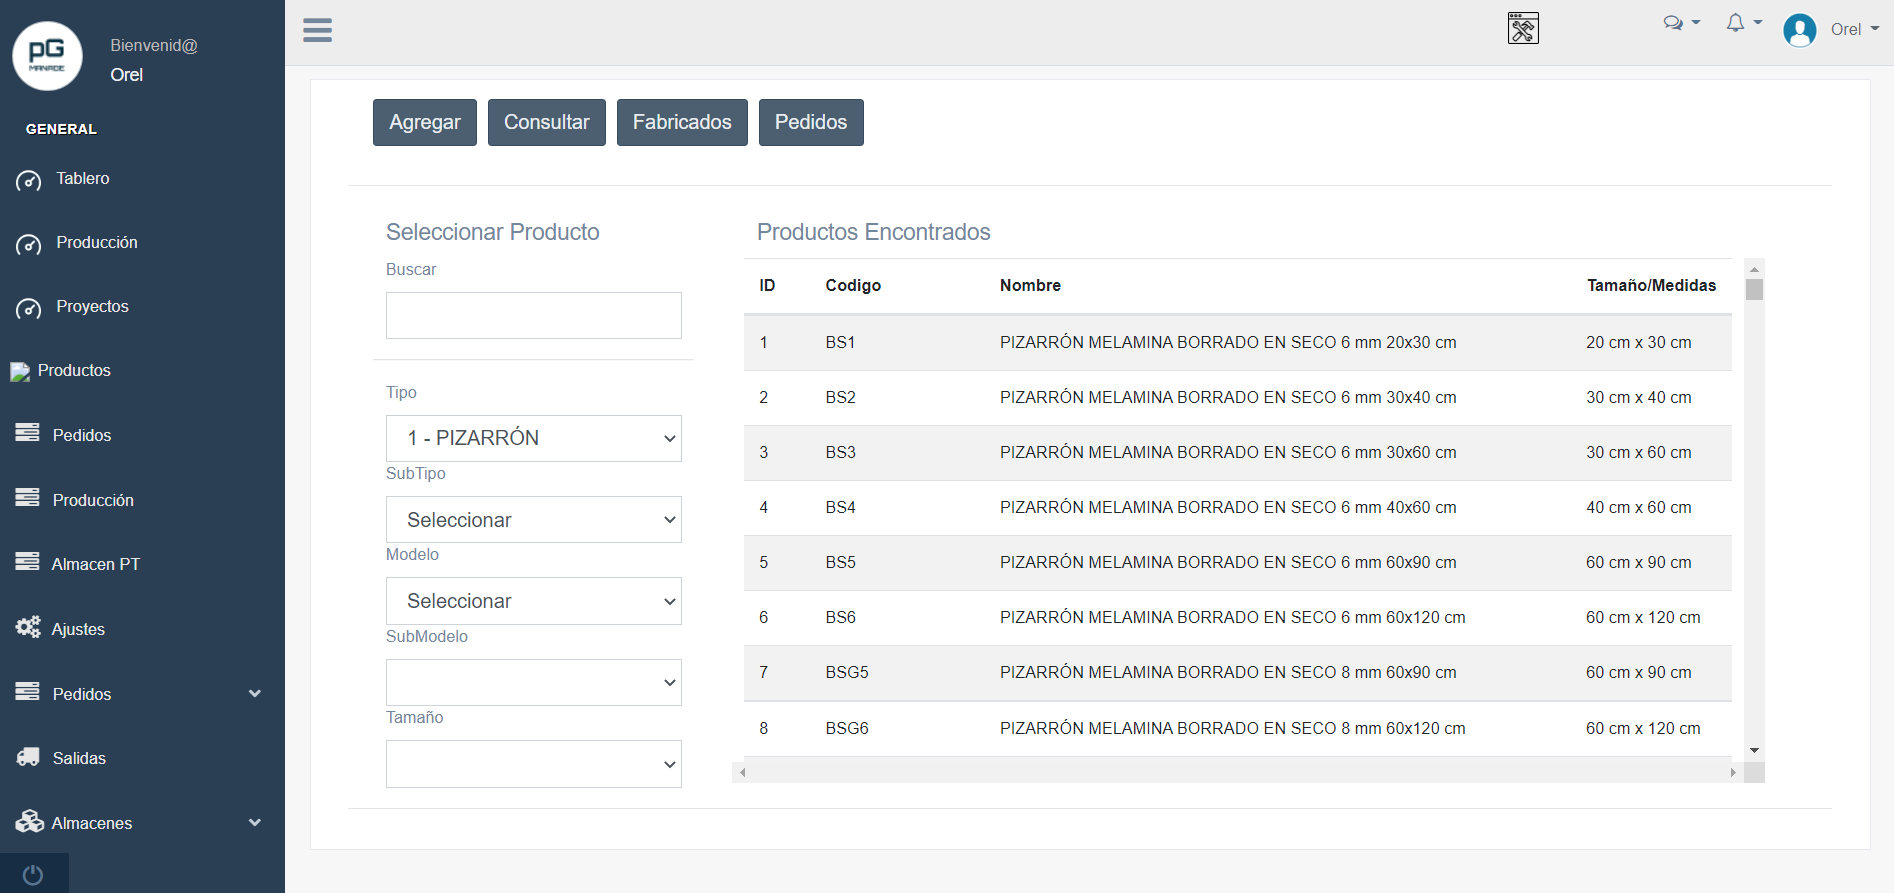 pG
MANAGE
Bienvenid@
Orel
GENERAL
Tablero
Producción
Proyectos
Productos
Pedidos
Producción
Almacen PT
Ajustes
Pedidos
Salidas
Almacenes
Orel
Agregar
Consultar
Fabricados
Pedidos
Seleccionar Producto
Buscar
Tipo
1 - PIZARRÓN
SubTipo
Seleccionar
Modelo
Seleccionar
SubModelo
Tamaño
Productos Encontrados
ID Codigo Nombre Tamaño/Medidas
1 BS1 PIZARRÓN MELAMINA BORRADO EN SECO 6 mm 20x30 cm 20 cm x 30 cm
2 BS2 PIZARRÓN MELAMINA BORRADO EN SECO 6 mm 30x40 cm 30 cm x 40 cm
3 BS3 PIZARRÓN MELAMINA BORRADO EN SECO 6 mm 30x60 cm 30 cm x 60 cm
4 BS4 PIZARRÓN MELAMINA BORRADO EN SECO 6 mm 40x60 cm 40 cm x 60 cm
5 BS5 PIZARRÓN MELAMINA BORRADO EN SECO 6 mm 60x90 cm 60 cm x 90 cm
6 BS6 PIZARRÓN MELAMINA BORRADO EN SECO 6 mm 60x120 cm 60 cm x 120 cm
7 BSG5 PIZARRÓN MELAMINA BORRADO EN SECO 8 mm 60x90 cm 60 cm x 90 cm
8 BSG6 PIZARRÓN MELAMINA BORRADO EN SECO 8 mm 60x120 cm 60 cm x 120 cm